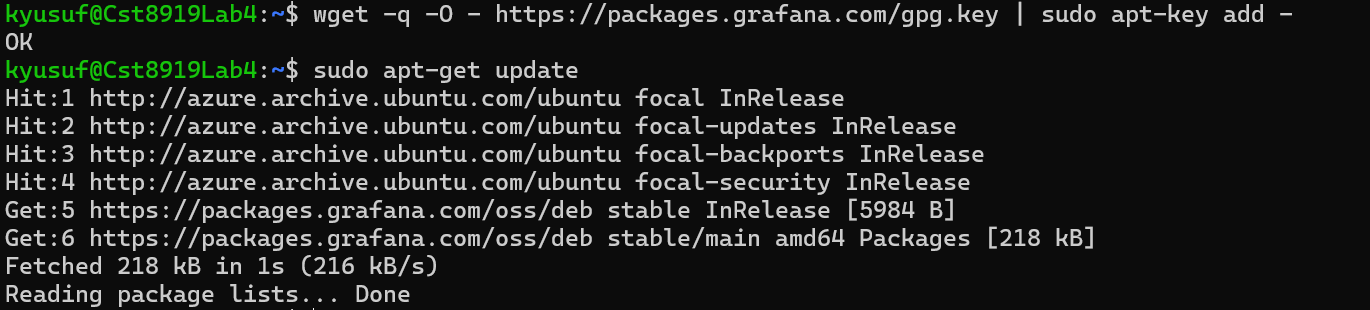 kyusuf@Cst8919Lab4:~$ wget -q -O - https://packages.grafana.com/gpg.key | sudo apt-key add -
OK
kyusuf@Cst8919Lab4:~$ sudo apt-get update
Hit:1 http://azure.archive.ubuntu.com/ubuntu focal InRelease
Hit:2 http://azure.archive.ubuntu.com/ubuntu focal-updates InRelease
Hit:3 http://azure.archive.ubuntu.com/ubuntu focal-backports InRelease
Hit:4 http://azure.archive.ubuntu.com/ubuntu focal-security InRelease
Get:5 https://packages.grafana.com/oss/deb stable InRelease [5984 B]
Get:6 https://packages.grafana.com/oss/deb stable/main amd64 Packages [218 kB]
Fetched 218 kB in 1s (216 kB/s)
Reading package lists... Done